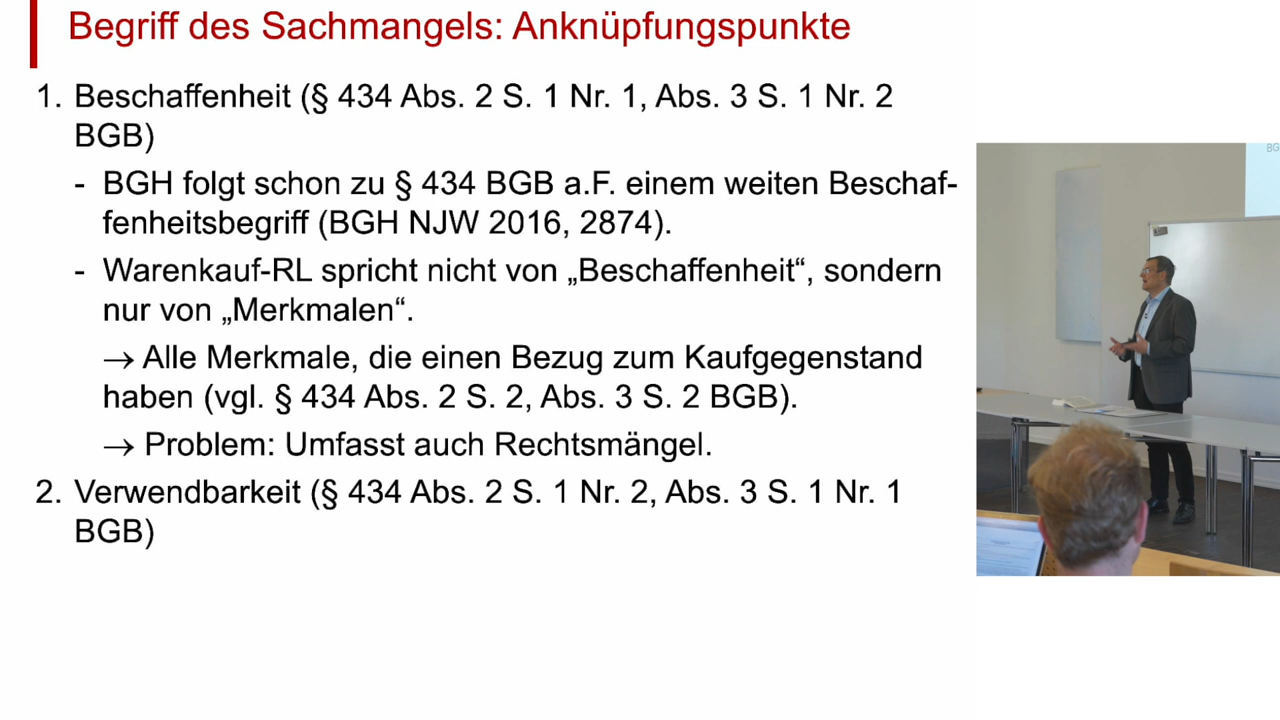 Begriff des Sachmangels: Anknüpfungspunkte
1. Beschaffenheit (§ 434 Abs. 2 S. 1 Nr. 1, Abs. 3 S. 1 Nr. 2
BGB)
- BGH folgt schon zu § 434 BGB a.F. einem weiten Beschaf-
fenheitsbegriff (BGH NJW 2016, 2874).
- Warenkauf-RL spricht nicht von „Beschaffenheit“, sondern
nur von „Merkmalen“.
→ Alle Merkmale, die einen Bezug zum Kaufgegenstand
haben (vgl. § 434 Abs. 2 S. 2, Abs. 3 S. 2 BGB).
→ Problem: Umfasst auch Rechtsmängel.
2. Verwendbarkeit (§ 434 Abs. 2 S. 1 Nr. 2, Abs. 3 S. 1 Nr. 1
BGB)
BG